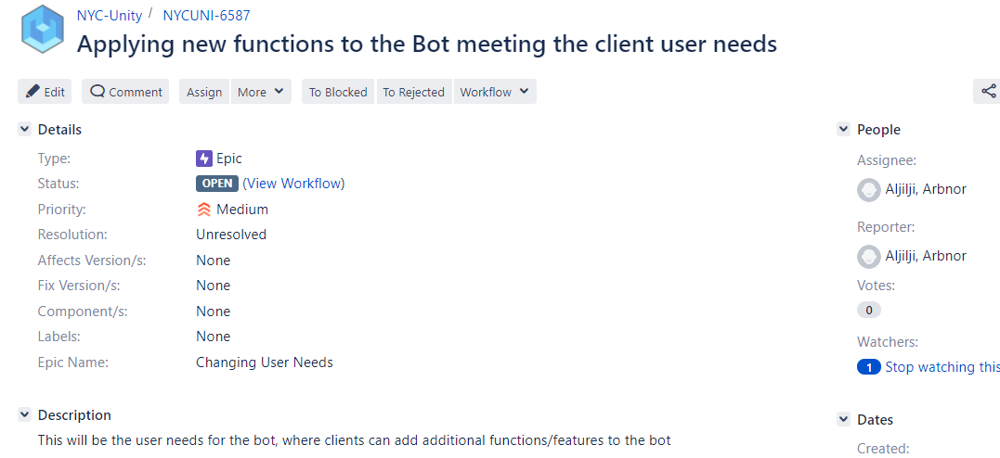 NYC-Unity / NYCUNI-6587
Applying new functions to the Bot meeting the client user needs
Edit Comment Assign More To Blocked To Rejected Workflow
Details
Type: Epic
Status: OPEN (View Workflow)
Priority: Medium
Resolution: Unresolved
Affects Version/s: None
Fix Version/s: None
Component/s: None
Labels: None
Epic Name: Changing User Needs
Description
This will be the user needs for the bot, where clients can add additional functions/features to the bot
People
Assignee:
Aljilji, Arbnor
Reporter:
Aljilji, Arbnor
Votes:
0
Watchers:
1 Stop watching this
Dates
Created: